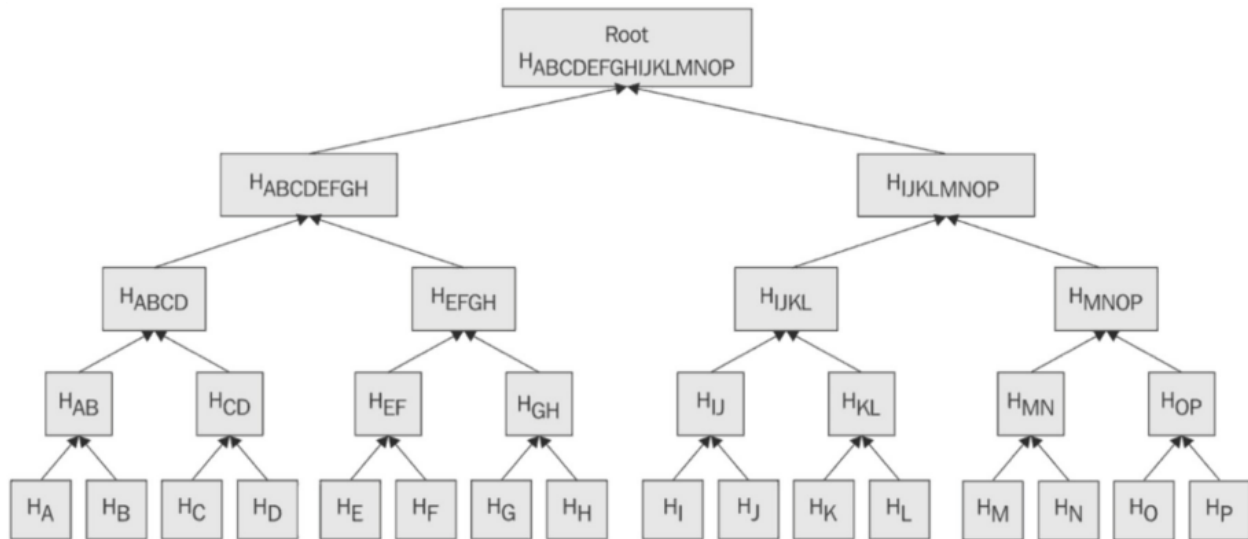 Root
HABCDEFGHIJKLMNOP
HABCDEFGH HIJKLMNOP
HABCD HEFGH HIJKL HMNOP
HAB HCD HEF HGH HIJ HKL HMN HOP
HA HB HC HD HE HF HG HH HI HJ HK HL HM HN HO HP